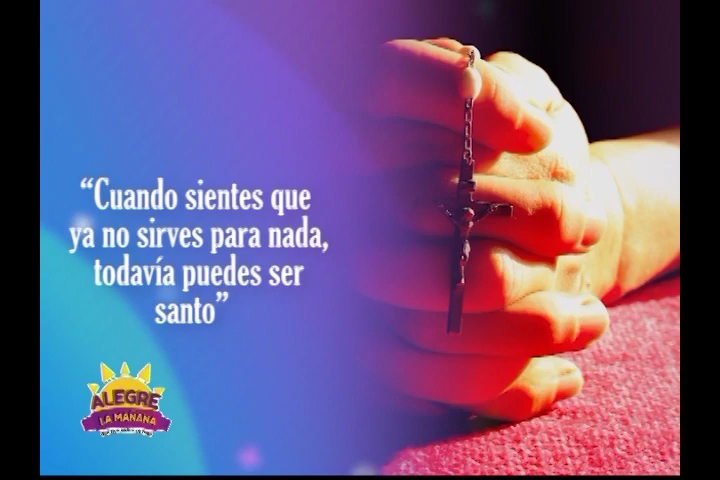 “Cuando sientes que
ya no sirves para nada,
todavía puedes ser
santo”
ALEGRE
LA MAÑANA